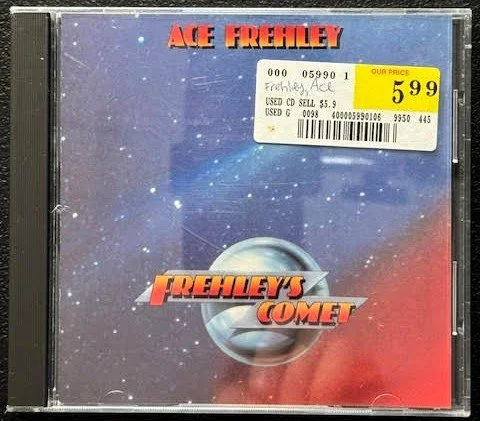 ACE FREHLEY
000 05990 1
OUR PRICE
Frehley, Ace
5.99
USED CD SELL $5.9
USED G 0098 400005990106 9950 445
FREHLEY'S
COMET